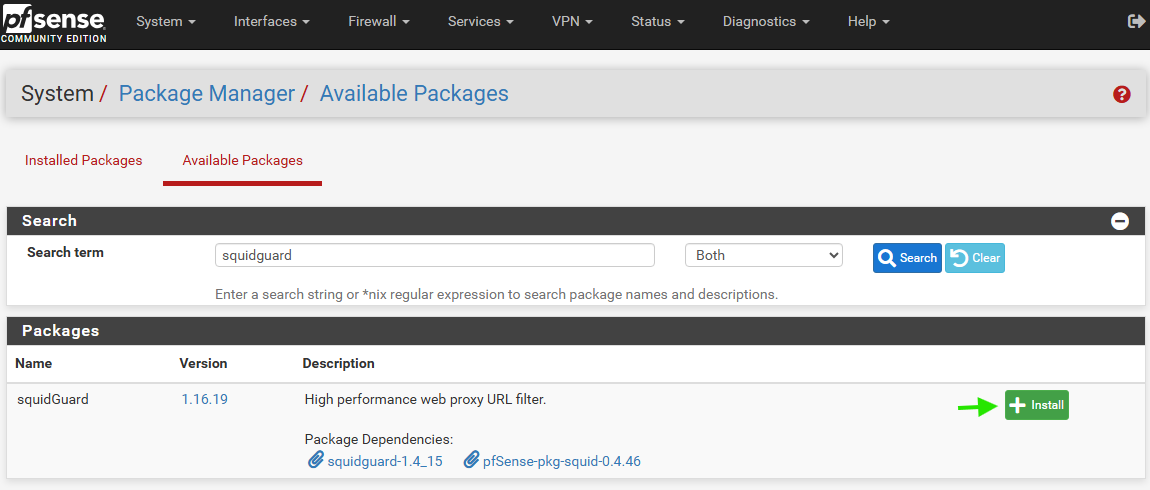 pfsense. System Interfaces Firewall Services VPN Status Diagnostics Help
COMMUNITY EDITION
System / Package Manager / Available Packages ?
Installed Packages Available Packages
Search
Search term squidguard Both Search Clear
Enter a search string or *nix regular expression to search package names and descriptions.
Packages
Name Version Description
squidGuard 1.16.19 High performance web proxy URL filter. Install
Package Dependencies:
squidguard-1.4_15 pfSense-pkg-squid-0.4.46